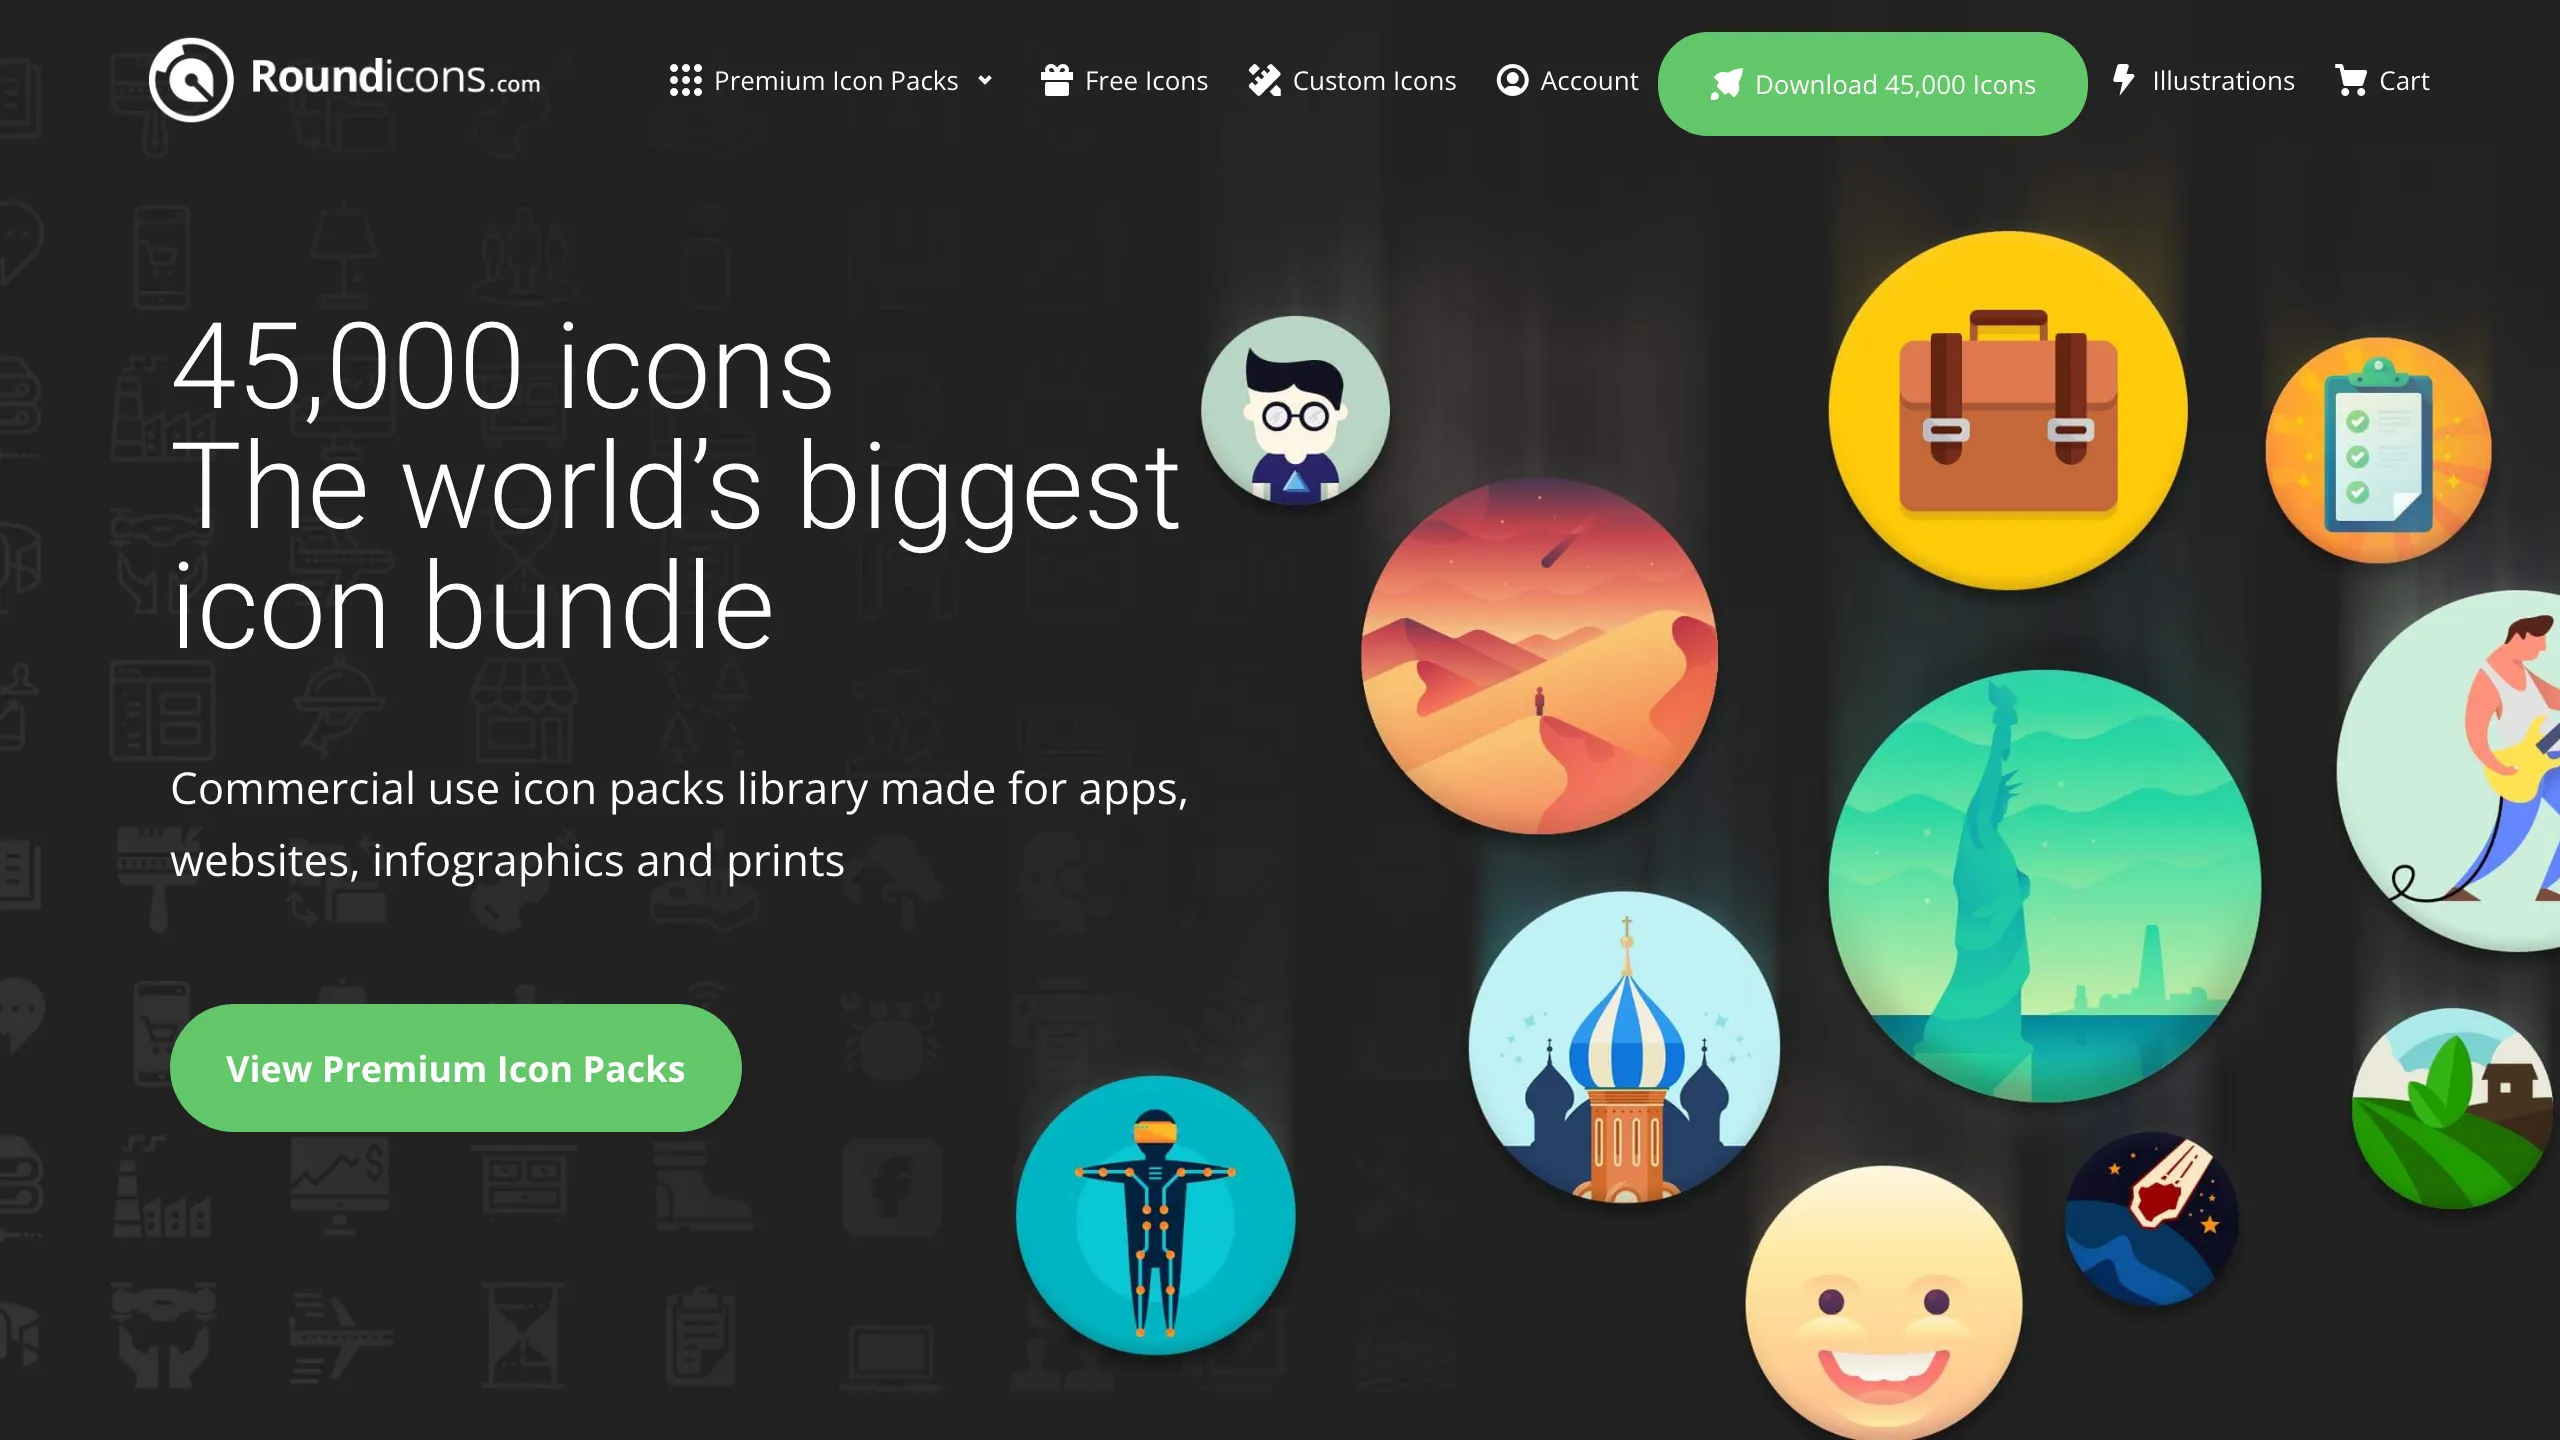 Roundicons.com
Premium Icon Packs
Free Icons
Custom Icons
Account
Download 45,000 Icons
Illustrations
Cart
45,000 icons
The world’s biggest
icon bundle
Commercial use icon packs library made for apps,
websites, infographics and prints
View Premium Icon Packs